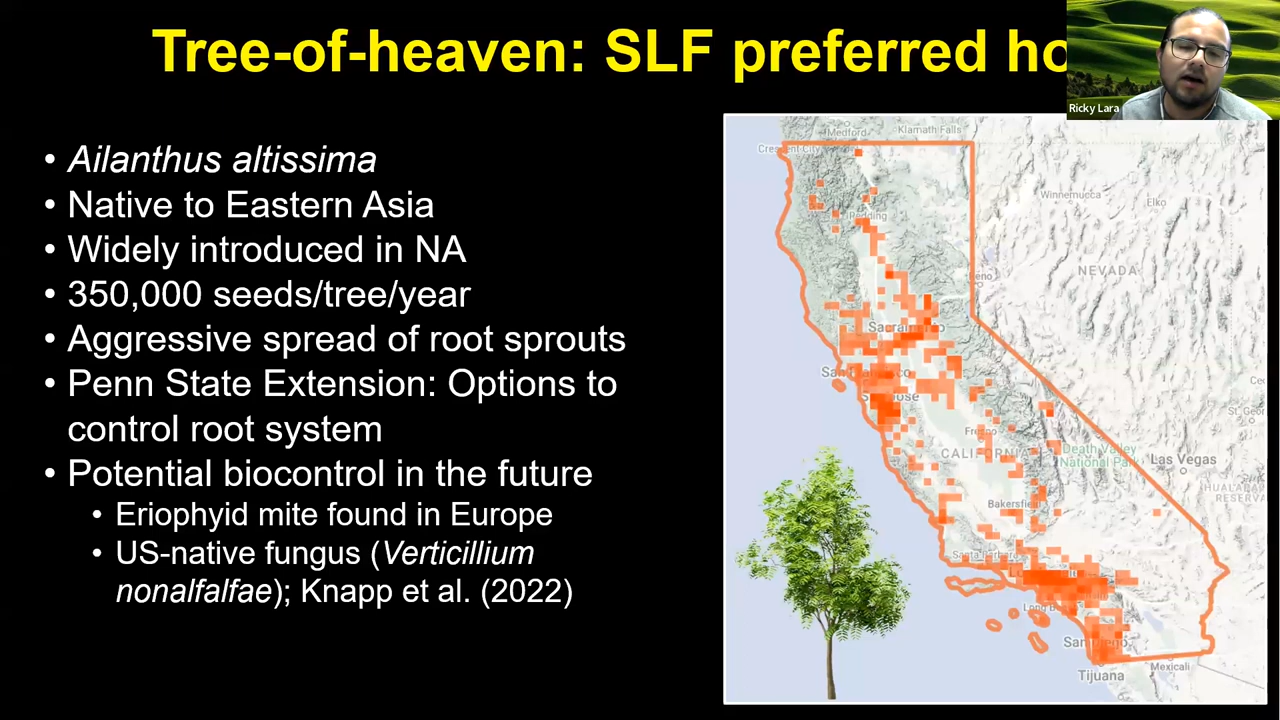 Tree-of-heaven: SLF preferred ho
Ricky Lara
• Ailanthus altissima
• Native to Eastern Asia
• Widely introduced in NA
• 350,000 seeds/tree/year
• Aggressive spread of root sprouts
• Penn State Extension: Options to
control root system
• Potential biocontrol in the future
• Eriophyid mite found in Europe
• US-native fungus (Verticillium
nonalfalfae); Knapp et al. (2022)
Medford
Klamath Falls
Crescent City
Winnemucca
Elko
Redding
Reno
NEVADA
Sacramento
San Francisco
San Jose
St. Geor
Fresno
CALIFORNIA
Death Valley
National Park
Las Vegas
HUALAPA
RESERVA
Bakersfield
Santa Barbara
Long Beach
San Diego
Mexicali
Tijuana